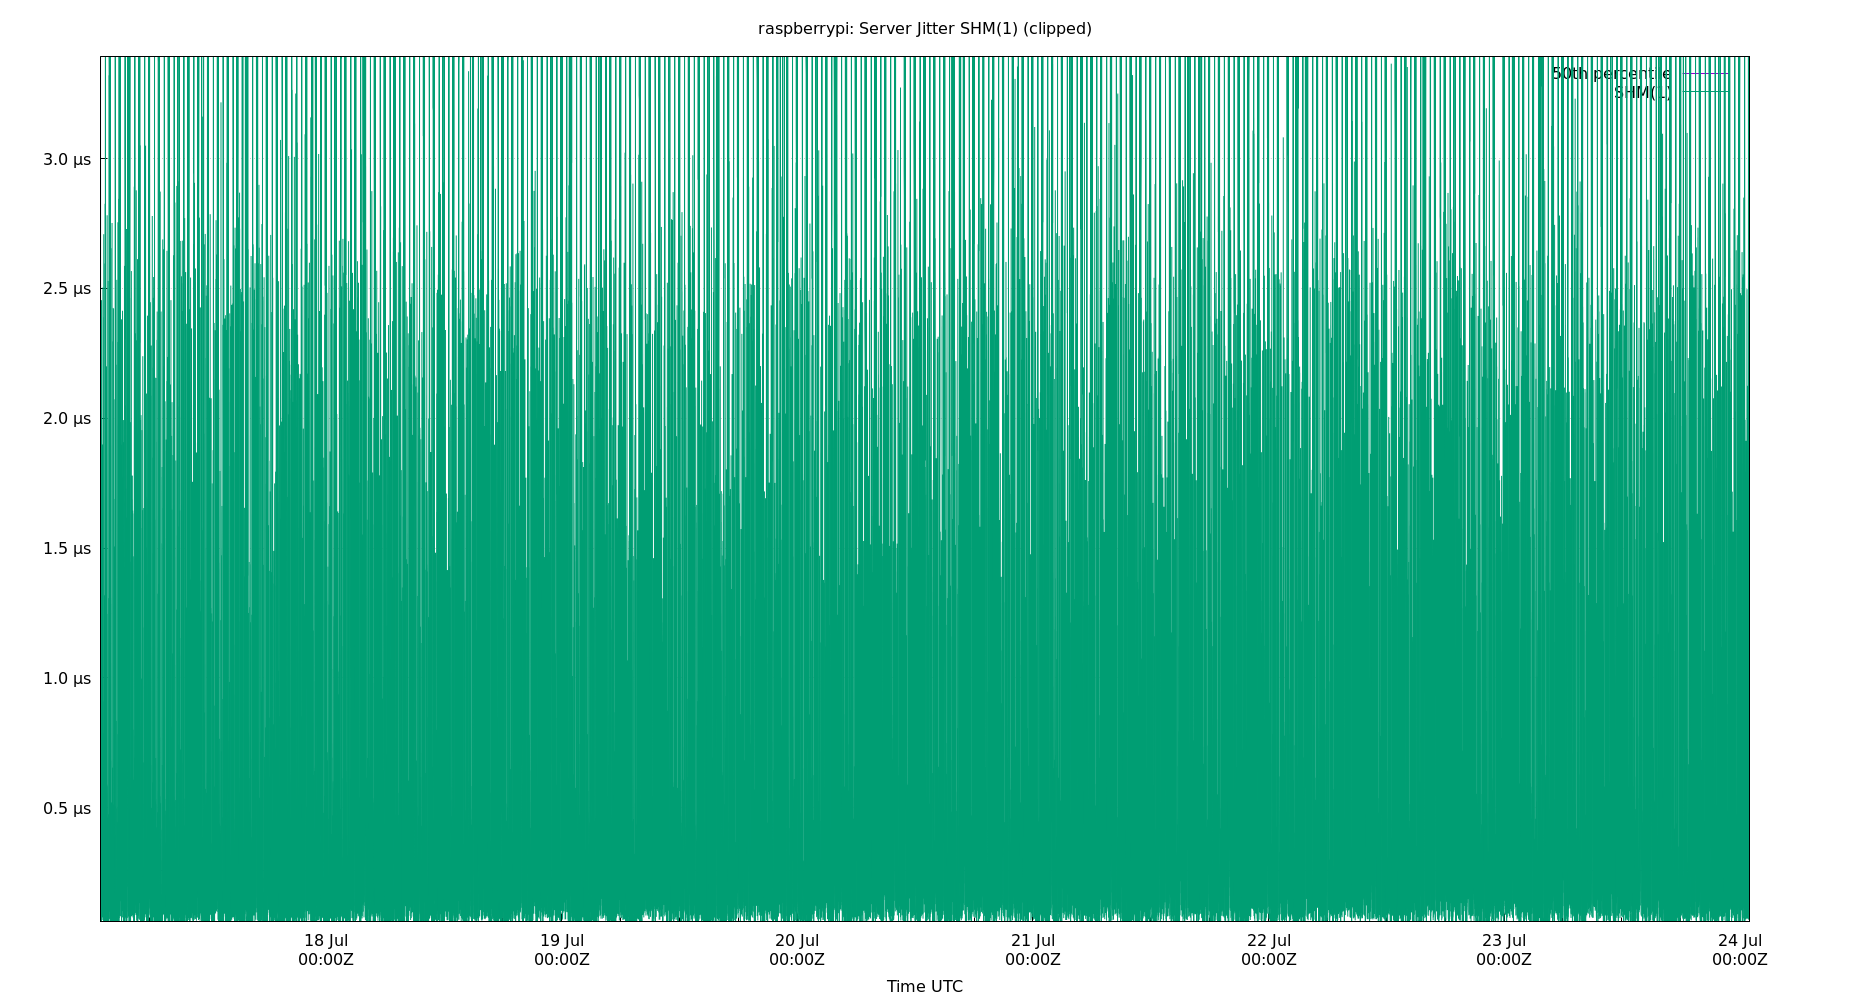 raspberrypi: Server Jitter SHM(1) (clipped)
50th percentile
SHM(1)
3.0 μs
2.5 μs
2.0 μs
1.5 μs
1.0 μs
0.5 μs
18 Jul 19 Jul 20 Jul 21 Jul 22 Jul 23 Jul 24 Jul
00:00Z 00:00Z 00:00Z 00:00Z 00:00Z 00:00Z 00:00Z
Time UTC